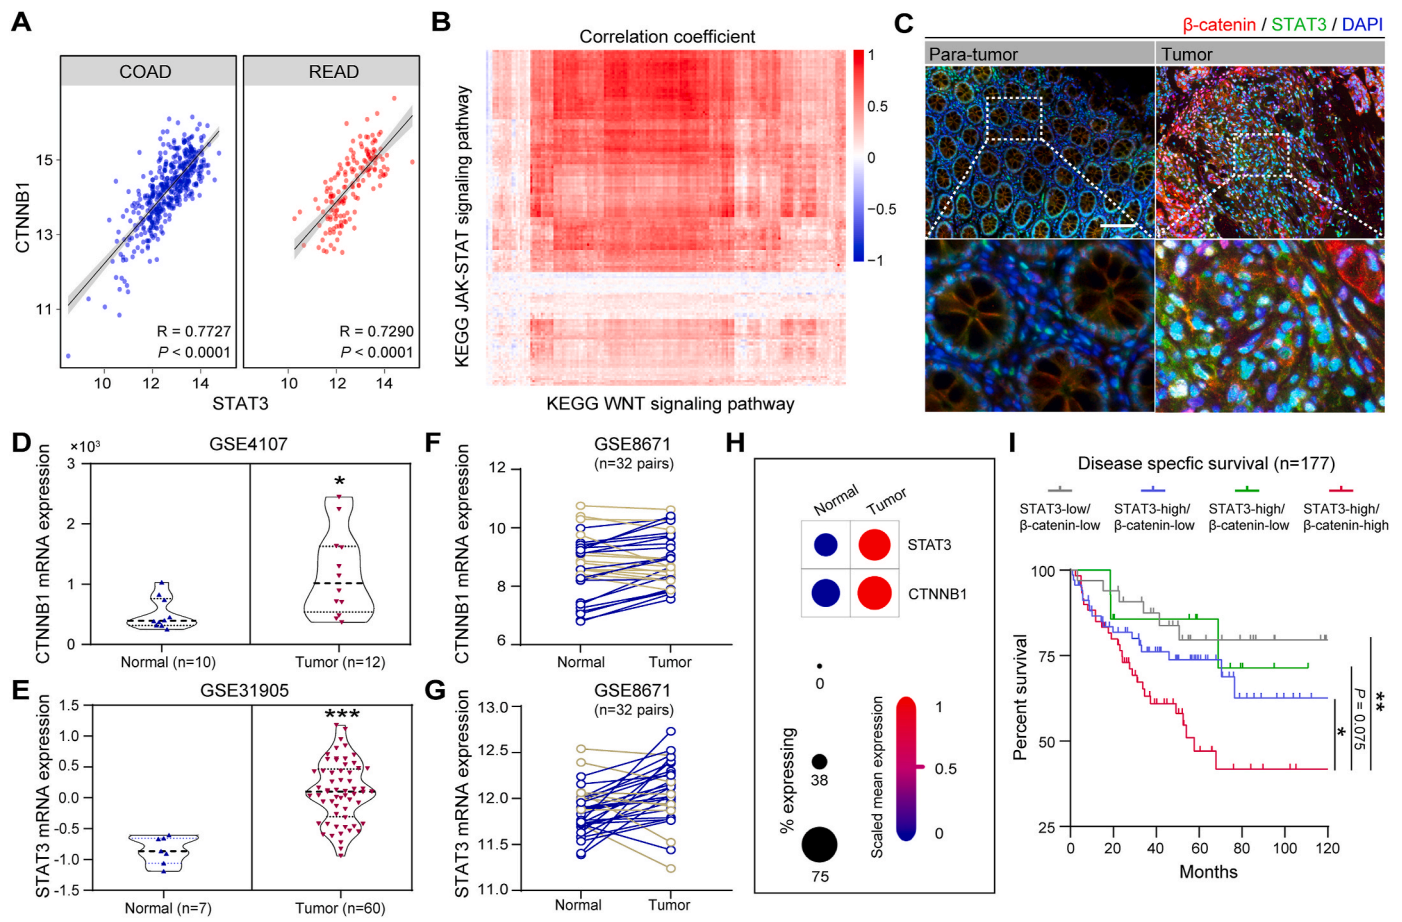 A
COAD
READ
CTNNB1
15
13
11
R = 0.7727
P < 0.0001
R = 0.7290
P < 0.0001
10
12
14
10
12
14
STAT3
B
Correlation coefficient
KEGG JAK-STAT signaling pathway
KEGG WNT signaling pathway
1
0.5
0
−0.5
−1
C
β-catenin / STAT3 / DAPI
Para-tumor
Tumor
D
×10³
GSE4107
CTNNB1 mRNA expression
3
2
1
0
*
Normal (n=10)
Tumor (n=12)
E
GSE31905
STAT3 mRNA expression
1.5
1.0
0.5
0.0
-0.5
-1.0
-1.5
***
Normal (n=7)
Tumor (n=60)
F
GSE8671
(n=32 pairs)
CTNNB1 mRNA expression
12
10
8
6
Normal
Tumor
G
GSE8671
(n=32 pairs)
STAT3 mRNA expression
13.0
12.5
12.0
11.5
11.0
Normal
Tumor
H
Normal
Tumor
STAT3
CTNNB1
% expressing
0
38
75
Scaled mean expression
1
0.5
0
I
Disease specfic survival (n=177)
STAT3-low/
β-catenin-low
STAT3-high/
β-catenin-low
STAT3-high/
β-catenin-low
STAT3-high/
β-catenin-high
Percent survival
100
75
50
25
0
20
40
60
80
100
120
Months
*
P = 0.075
**